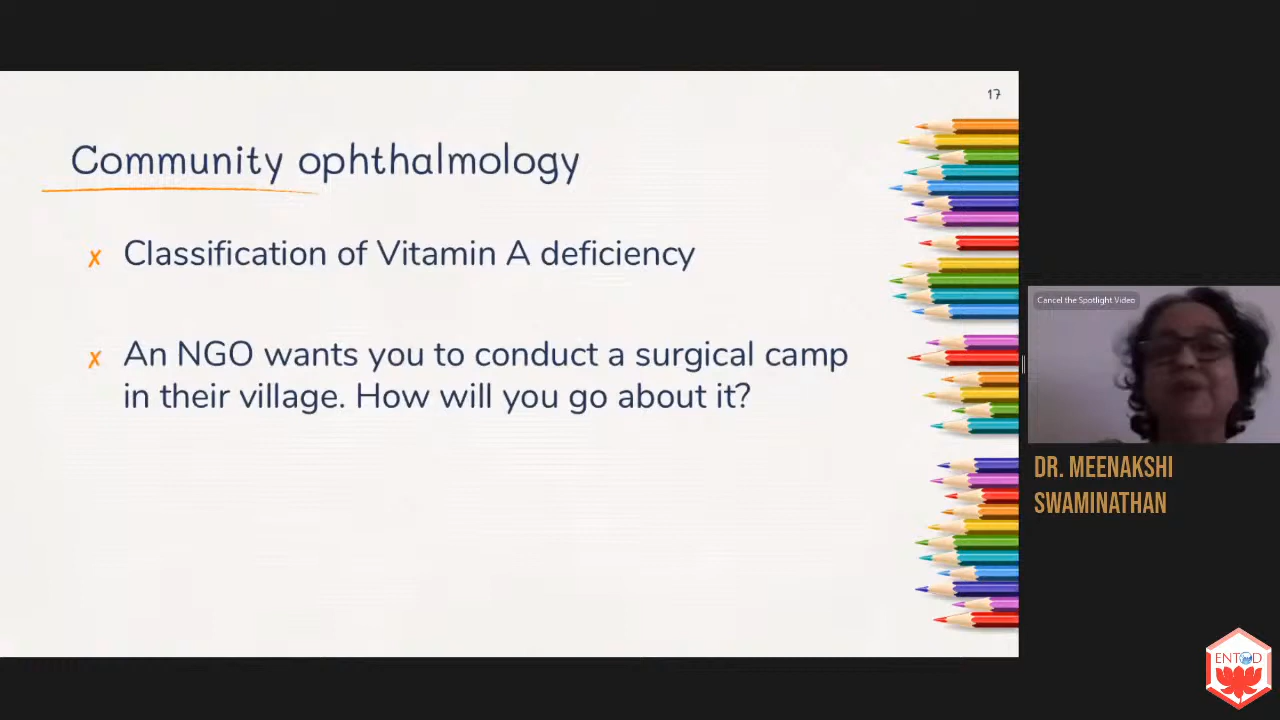 17
Community ophthalmology
x Classification of Vitamin A deficiency
x An NGO wants you to conduct a surgical camp
in their village. How will you go about it?
Cancel the Spotlight Video
DR. MEENAKSHI
SWAMINATHAN
ENTOD